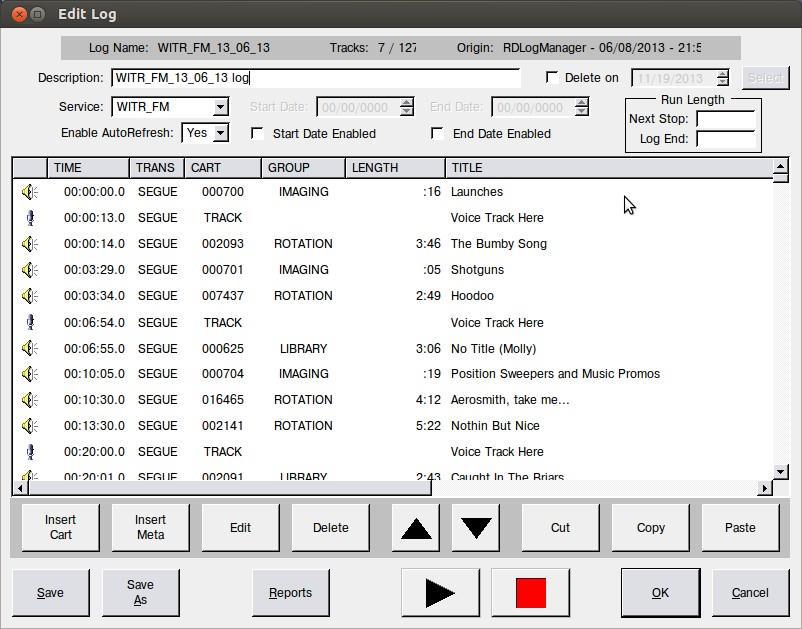 Edit Log
Log Name: WITR_FM_13_06_13 Tracks: 7 / 127 Origin: RDLogManager - 06/08/2013 - 21:5
Description: WITR_FM_13_06_13 log Delete on 11/19/2013 Select
Service: WITR_FM Start Date: 00/00/0000 End Date: 00/00/0000 Run Length
Next Stop:
Enable AutoRefresh: Yes Start Date Enabled End Date Enabled Log End:
TIME TRANS CART GROUP LENGTH TITLE
00:00:00.0 SEGUE 000700 IMAGING :16 Launches
00:00:13.0 SEGUE TRACK Voice Track Here
00:00:14.0 SEGUE 002093 ROTATION 3:46 The Bumby Song
00:03:29.0 SEGUE 000701 IMAGING :05 Shotguns
00:03:34.0 SEGUE 007437 ROTATION 2:49 Hoodoo
00:06:54.0 SEGUE TRACK Voice Track Here
00:06:55.0 SEGUE 000625 LIBRARY 3:06 No Title (Molly)
00:10:05.0 SEGUE 000704 IMAGING :19 Position Sweepers and Music Promos
00:10:30.0 SEGUE 016465 ROTATION 4:12 Aerosmith, take me...
00:13:30.0 SEGUE 002141 ROTATION 5:22 Nothin But Nice
00:20:00.0 SEGUE TRACK Voice Track Here
00:20:01.0 SEGUE 002091 LIBRARY 2:43 Caught In The Briars
Insert Cart Insert Meta Edit Delete Cut Copy Paste
Save Save As Reports OK Cancel